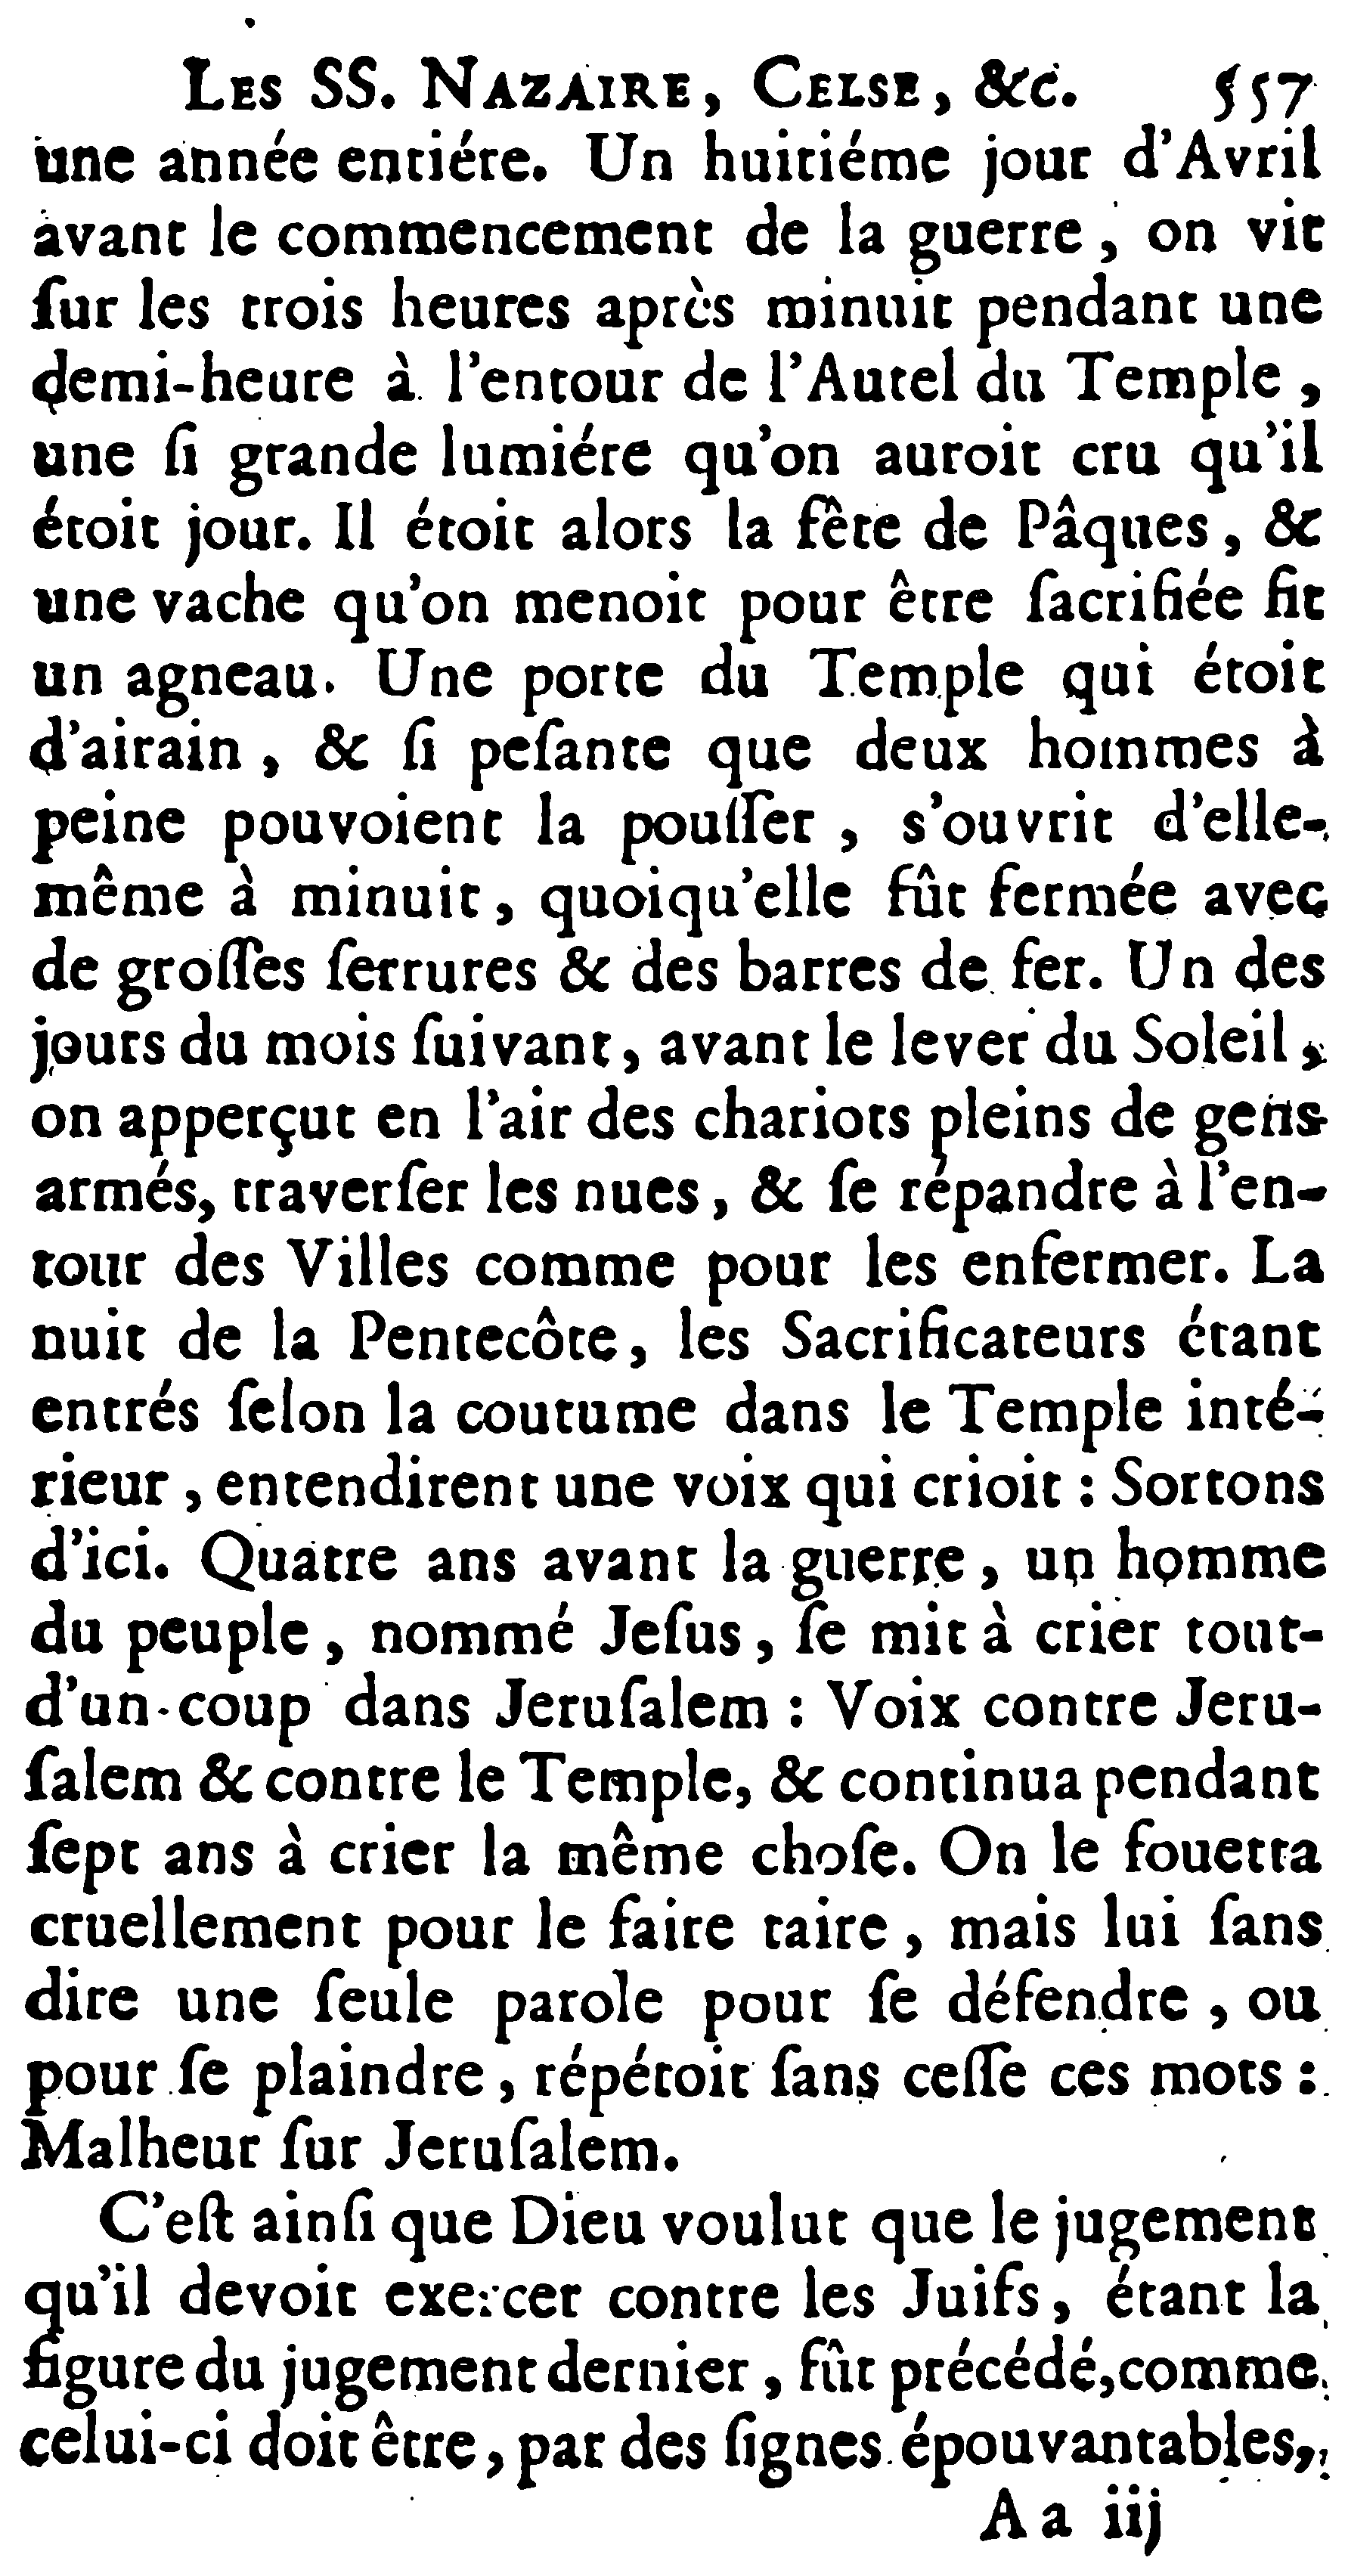 LES SS. NAZAIRE, CELSE, &c. 557
une année entiére. Un huitiéme jour d'Avril
avant le commencement de la guerre, on vit
ſur les trois heures après minuit pendant une
demi-heure à l'entour de l'Autel du Temple,
une ſi grande lumiére qu'on auroit cru qu'il
étoit jour. Il étoit alors la fête de Pâques, &
une vache qu'on menoit pour être ſacrifiée fit
un agneau. Une porte du Temple qui étoit
d'airain, & ſi peſante que deux hommes à
peine pouvoient la pouſſer, s'ouvrit d'elle-
même à minuit, quoiqu'elle fût fermée avec
de groſſes ſerrures & des barres de fer. Un des
jours du mois ſuivant, avant le lever du Soleil,
on apperçut en l'air des chariots pleins de gens
armés, traverſer les nues, & ſe répandre à l'en-
tour des Villes comme pour les enfermer. La
nuit de la Pentecôte, les Sacrificateurs étant
entrés ſelon la coutume dans le Temple inté-
rieur, entendirent une voix qui crioit : Sortons
d'ici. Quatre ans avant la guerre, un homme
du peuple, nommé Jeſus, ſe mit à crier tout-
d'un-coup dans Jeruſalem : Voix contre Jeru-
ſalem & contre le Temple, & continua pendant
ſept ans à crier la même choſe. On le fouetta
cruellement pour le faire taire, mais lui ſans
dire une ſeule parole pour ſe défendre, ou
pour ſe plaindre, répétoit ſans ceſſe ces mots :
Malheur ſur Jeruſalem.
C'eſt ainſi que Dieu voulut que le jugement
qu'il devoit exercer contre les Juifs, étant la
figure du jugement dernier, fût précédé, comme
celui-ci doit être, par des ſignes épouvantables,
A a iij